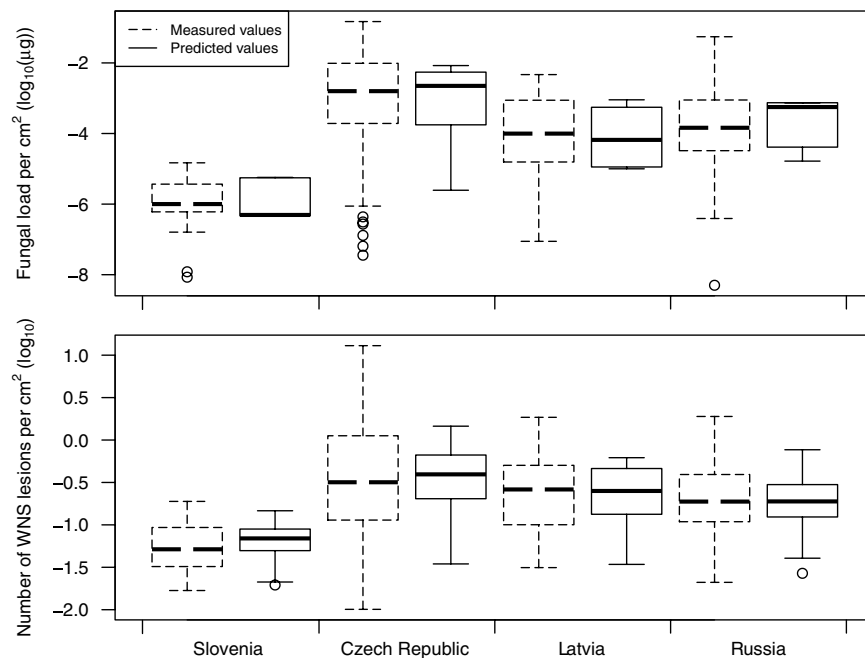 Measured values
Predicted values
Fungal load per cm² (log₁₀(µg))
−2
−4
−6
−8
Number of WNS lesions per cm² (log₁₀)
1.0
0.5
0.0
−0.5
−1.0
−1.5
−2.0
Slovenia
Czech Republic
Latvia
Russia